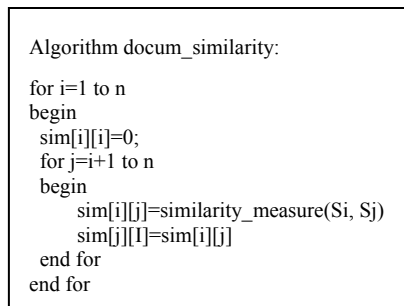 Algorithm docum_similarity:
for i=1 to n
begin
sim[i][i]=0;
for j=i+1 to n
begin
sim[i][j]=similarity_measure(Si, Sj)
sim[j][I]=sim[i][j]
end for
end for